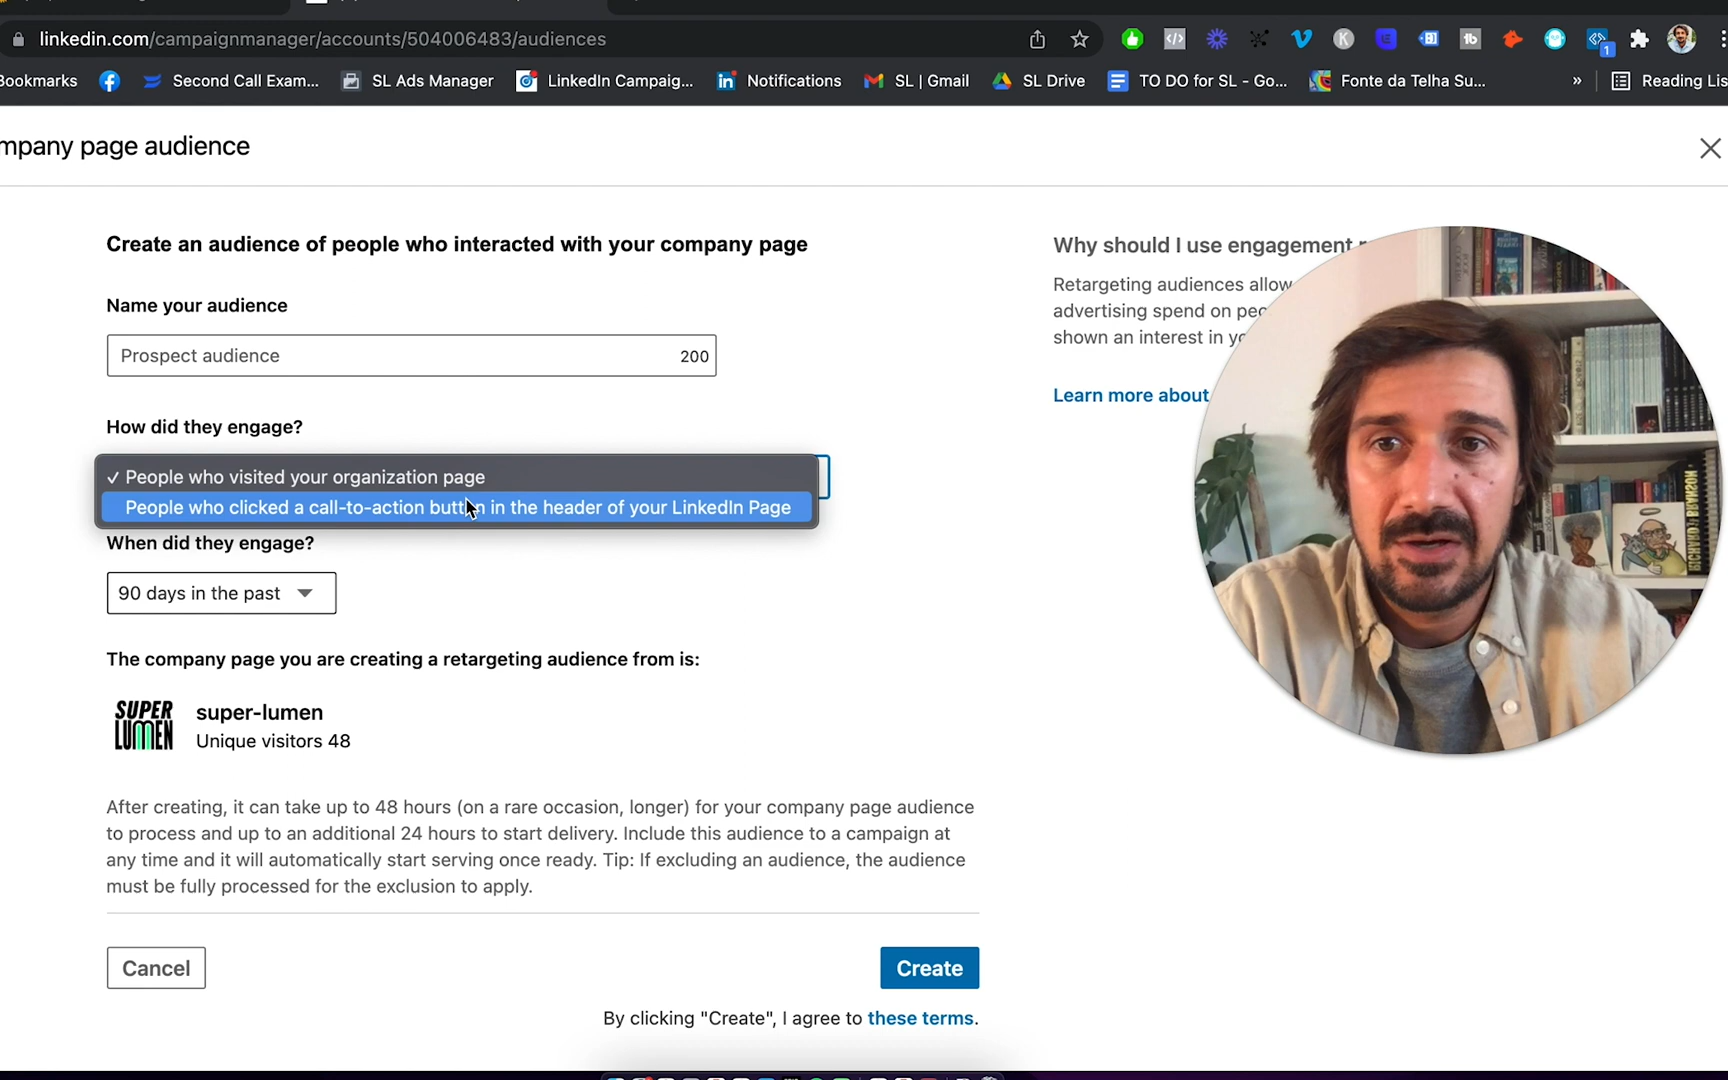 linkedin.com/campaignmanager/accounts/504006483/audiences
1
Bookmarks
Second Call Exam...
SL Ads Manager
LinkedIn Campaig...
Notifications
SL | Gmail
SL Drive
TO DO for SL - Go...
Fonte da Telha Su...
»
Reading Lis
mpany page audience
Create an audience of people who interacted with your company page
Name your audience
Prospect audience 200
How did they engage?
✓ People who visited your organization page
People who clicked a call-to-action button in the header of your LinkedIn Page
When did they engage?
90 days in the past
The company page you are creating a retargeting audience from is:
SUPER
LUMEN
super-lumen
Unique visitors 48
After creating, it can take up to 48 hours (on a rare occasion, longer) for your company page audience
to process and up to an additional 24 hours to start delivery. Include this audience to a campaign at
any time and it will automatically start serving once ready. Tip: If excluding an audience, the audience
must be fully processed for the exclusion to apply.
Cancel
Create
By clicking "Create", I agree to these terms.
Why should I use engagement
Retargeting audiences allow
advertising spend on
shown an interest in
Learn more about